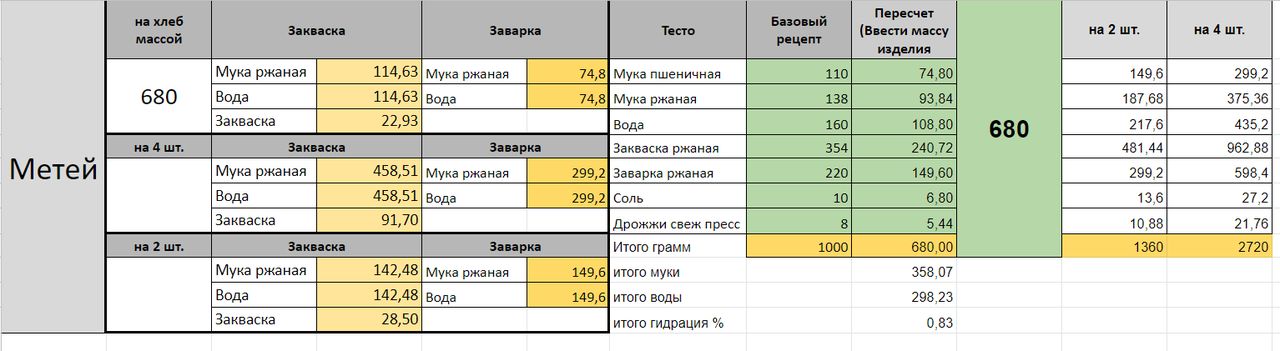 на хлеб массой Закваска Заварка Тесто Базовый рецепт Пересчет (Ввести массу изделия на 2 шт. на 4 шт.
Мука ржаная 114,63 Мука ржаная 74,8 Мука пшеничная 110 74,80 149,6 299,2
680 Вода 114,63 Вода 74,8 Мука ржаная 138 93,84 187,68 375,36
Закваска 22,93 Вода 160 108,80 680 217,6 435,2
на 4 шт. Закваска Заварка Закваска ржаная 354 240,72 481,44 962,88
Метей Мука ржаная 458,51 Мука ржаная 299,2 Заварка ржаная 220 149,60 299,2 598,4
Вода 458,51 Вода 299,2 Соль 10 6,80 13,6 27,2
Закваска 91,70 Дрожжи свеж пресс 8 5,44 10,88 21,76
на 2 шт. Закваска Заварка Итого грамм 1000 680,00 1360 2720
Мука ржаная 142,48 Мука ржаная 149,6 итого муки 358,07
Вода 142,48 Вода 149,6 итого воды 298,23
Закваска 28,50 итого гидрация % 0,83